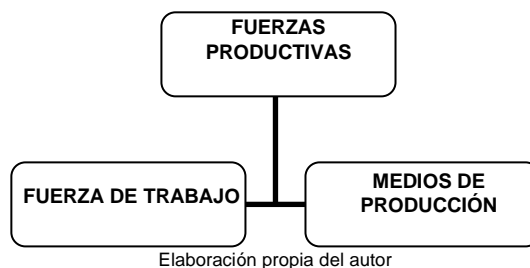 FUERZAS
PRODUCTIVAS
FUERZA DE TRABAJO
MEDIOS DE
PRODUCCIÓN
Elaboración propia del autor